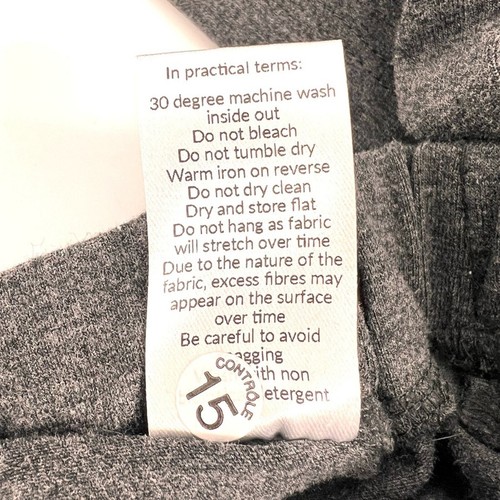 In practical terms:
30 degree machine wash
inside out
Do not bleach
Do not tumble dry
Warm iron on reverse
Do not dry clean
Dry and store flat
Do not hang as fabric
will stretch over time
Due to the nature of the
fabric, excess fibres may
appear on the surface
over time
Be careful to avoid
non
CONTRÔLE
15